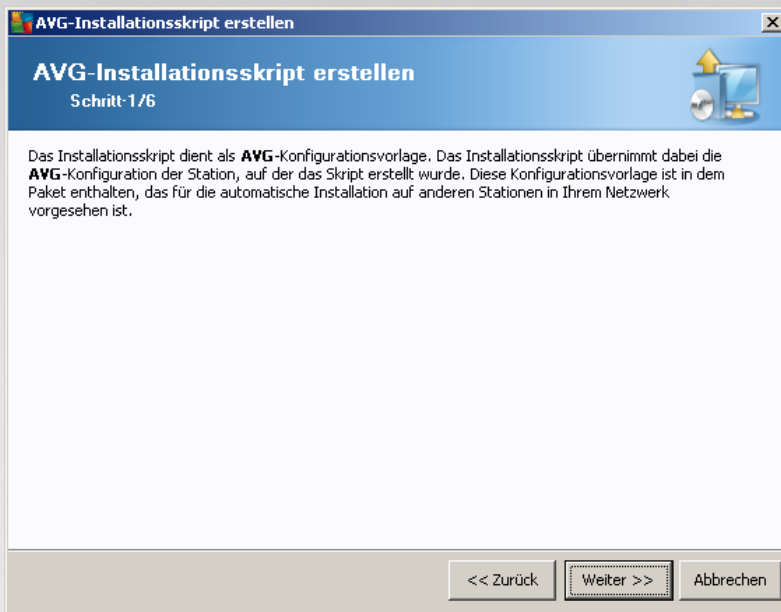 AVG-Installationsskript erstellen
AVG-Installationsskript erstellen
Schritt-1/6
Das Installationsskript dient als AVG-Konfigurationsvorlage. Das Installationsskript übernimmt dabei die
AVG-Konfiguration der Station, auf der das Skript erstellt wurde. Diese Konfigurationsvorlage ist in dem
Paket enthalten, das für die automatische Installation auf anderen Stationen in Ihrem Netzwerk
vorgesehen ist.
<< Zurück
Weiter >>
Abbrechen